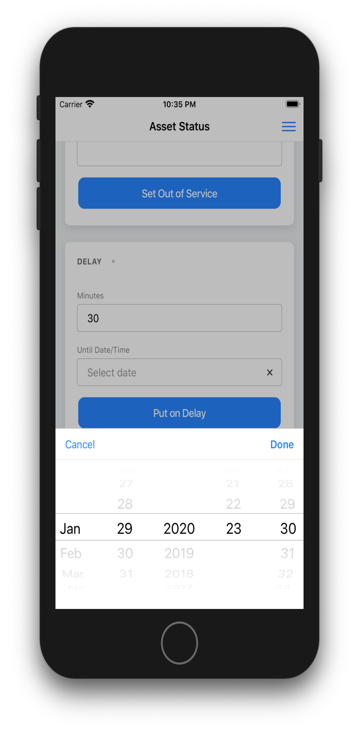 Carrier 10:35 PM
Asset Status
Set Out of Service
DELAY
Minutes
30
Until Date/Time
Select date ×
Put on Delay
Cancel Done
27 21 28
28 22 29
Jan 29 2020 23 30
Feb 30 2019 31
Mar 31 2018 32